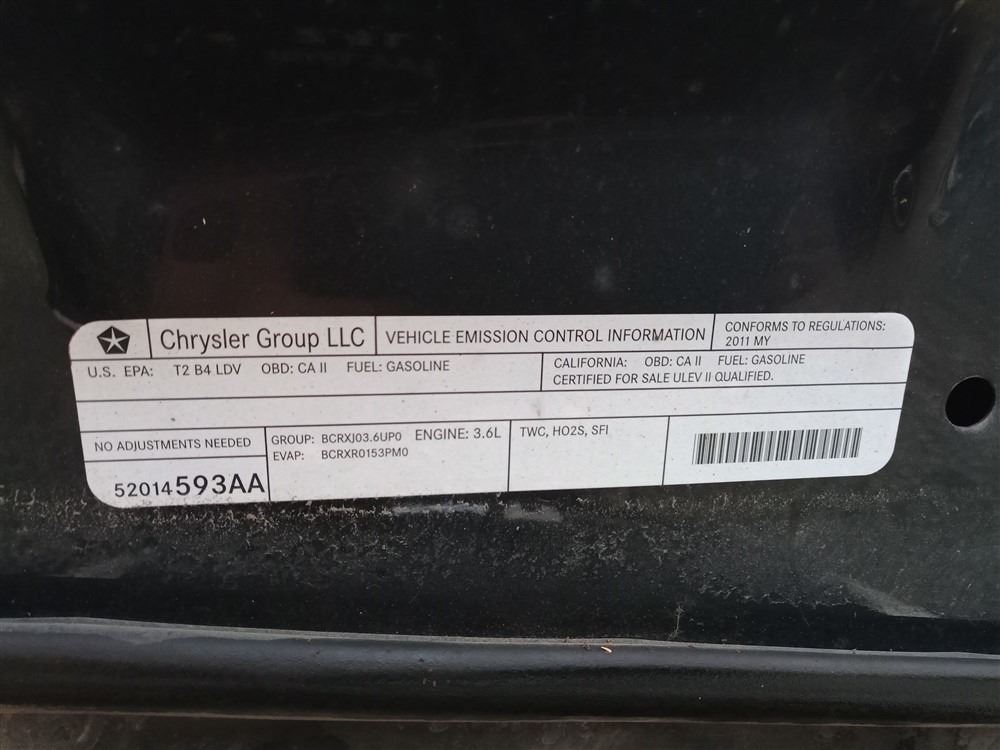 Chrysler Group LLC
VEHICLE EMISSION CONTROL INFORMATION
CONFORMS TO REGULATIONS:
2011 MY
U.S. EPA: T2 B4 LDV OBD: CA II FUEL: GASOLINE
CALIFORNIA: OBD: CA II FUEL: GASOLINE
CERTIFIED FOR SALE ULEV II QUALIFIED.
NO ADJUSTMENTS NEEDED
52014593AA
GROUP: BCRXJ03.6UP0 ENGINE: 3.6L
EVAP: BCRXR0153PM0
TWC, HO2S, SFI